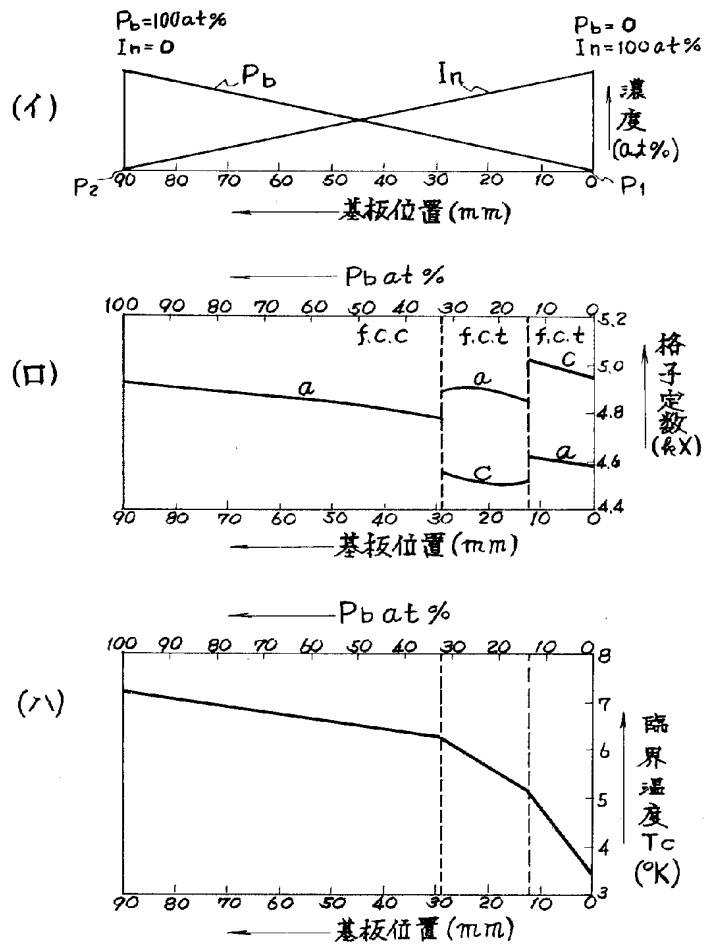 Pb=100at%
In=0
Pb=0
In=100at%
(イ)
Pb
In
濃度
(at%)
P2
P1
90 80 70 60 50 40 30 20 10 0
基板位置(mm)
Pb at %
100 90 80 70 60 50 40 30 20 10 0
(ロ)
f.c.c
f.c.t
f.c.t
a
a
c
c
a
5.2
5.0
4.8
4.6
4.4
格子定数
(kX)
90 80 70 60 50 40 30 20 10 0
基板位置(mm)
Pb at %
100 90 80 70 60 50 40 30 20 10 0
(ハ)
8
7
6
5
4
3
臨界温度
Tc
(°K)
90 80 70 60 50 40 30 20 10 0
基板位置(mm)